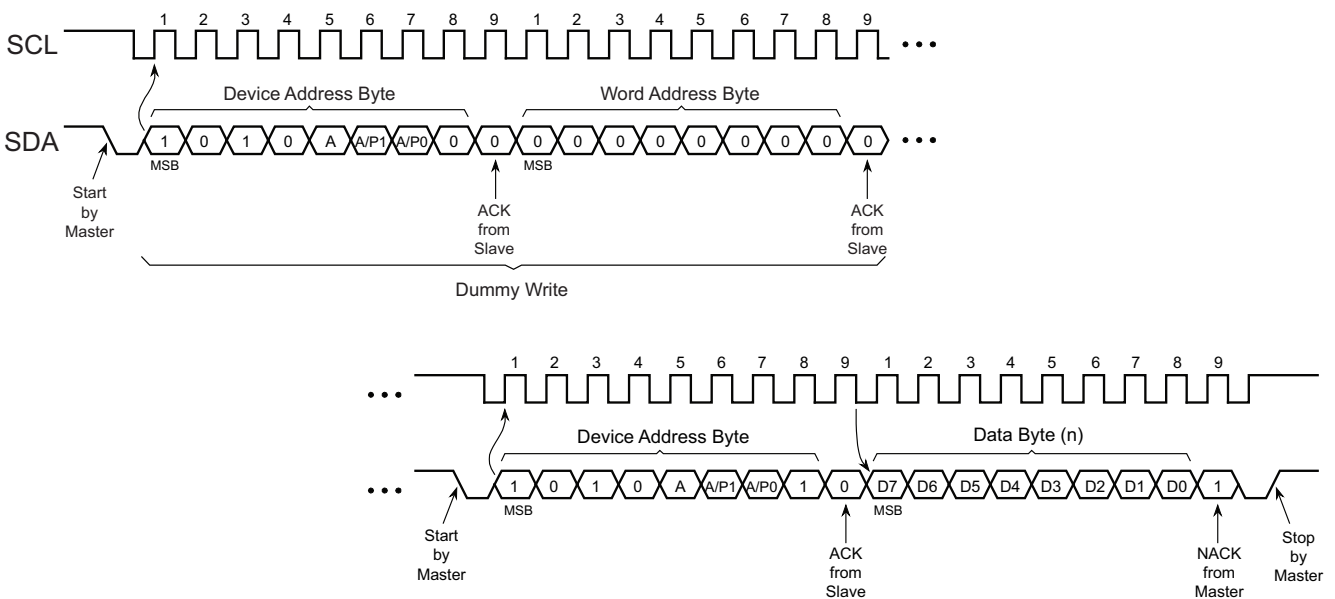 1 2 3 4 5 6 7 8 9 1 2 3 4 5 6 7 8 9
SCL
Device Address Byte Word Address Byte
SDA 1 0 1 0 A A/P1 A/P0 0 0 0 0 0 0 0 0 0 0 0
MSB MSB
Start
by
Master
ACK
from
Slave
ACK
from
Slave
Dummy Write
1 2 3 4 5 6 7 8 9 1 2 3 4 5 6 7 8 9
Device Address Byte Data Byte (n)
1 0 1 0 A A/P1 A/P0 1 0 D7 D6 D5 D4 D3 D2 D1 D0 1
MSB MSB
Start
by
Master
ACK
from
Slave
NACK
from
Master
Stop
by
Master